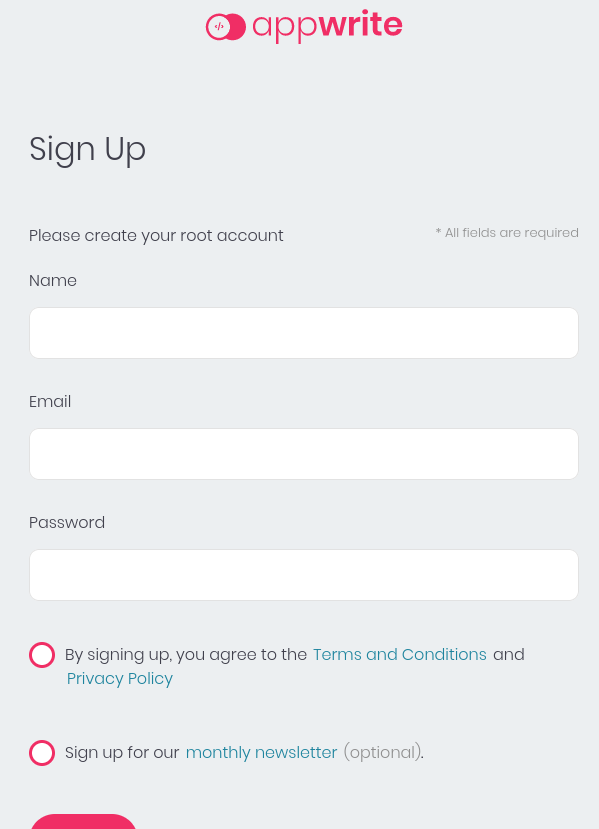 </> appwrite
Sign Up
Please create your root account
* All fields are required
Name
Email
Password
By signing up, you agree to the Terms and Conditions and
Privacy Policy
Sign up for our monthly newsletter (optional).